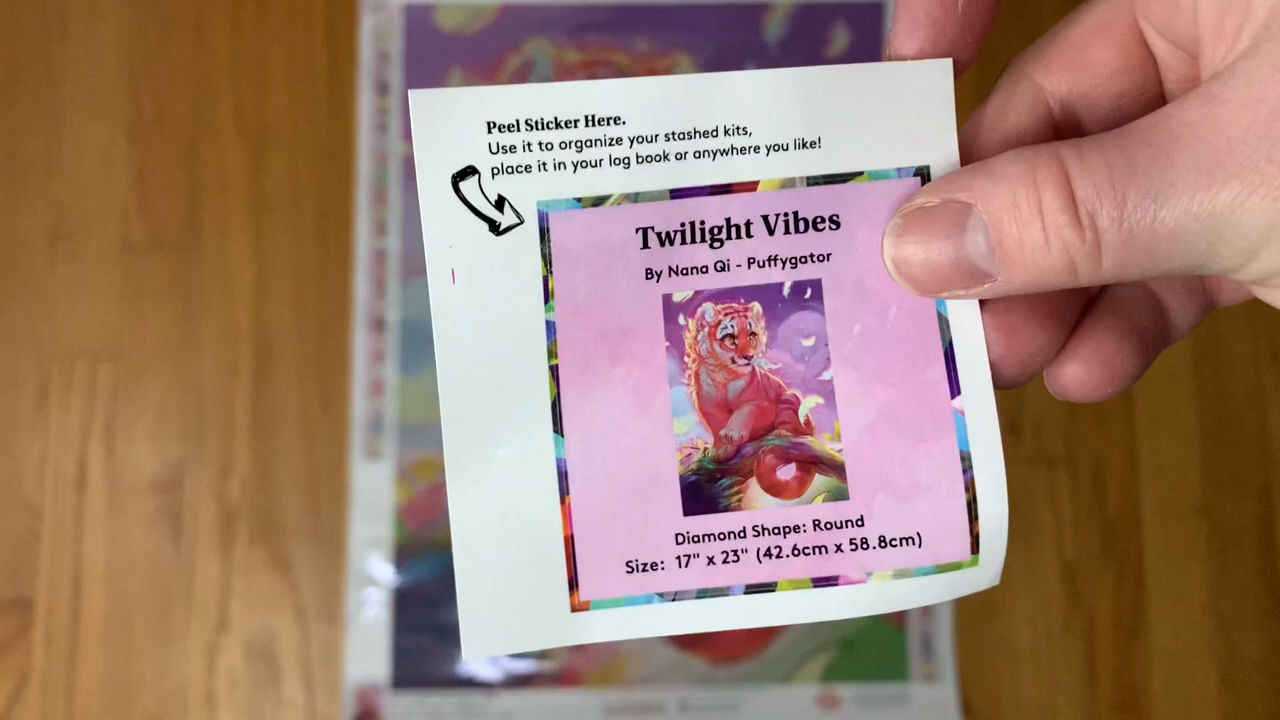 Peel Sticker Here.
Use it to organize your stashed kits,
place it in your log book or anywhere you like!
Twilight Vibes
By Nana Qi - Puffygator
Diamond Shape: Round
Size: 17" x 23" (42.6cm x 58.8cm)